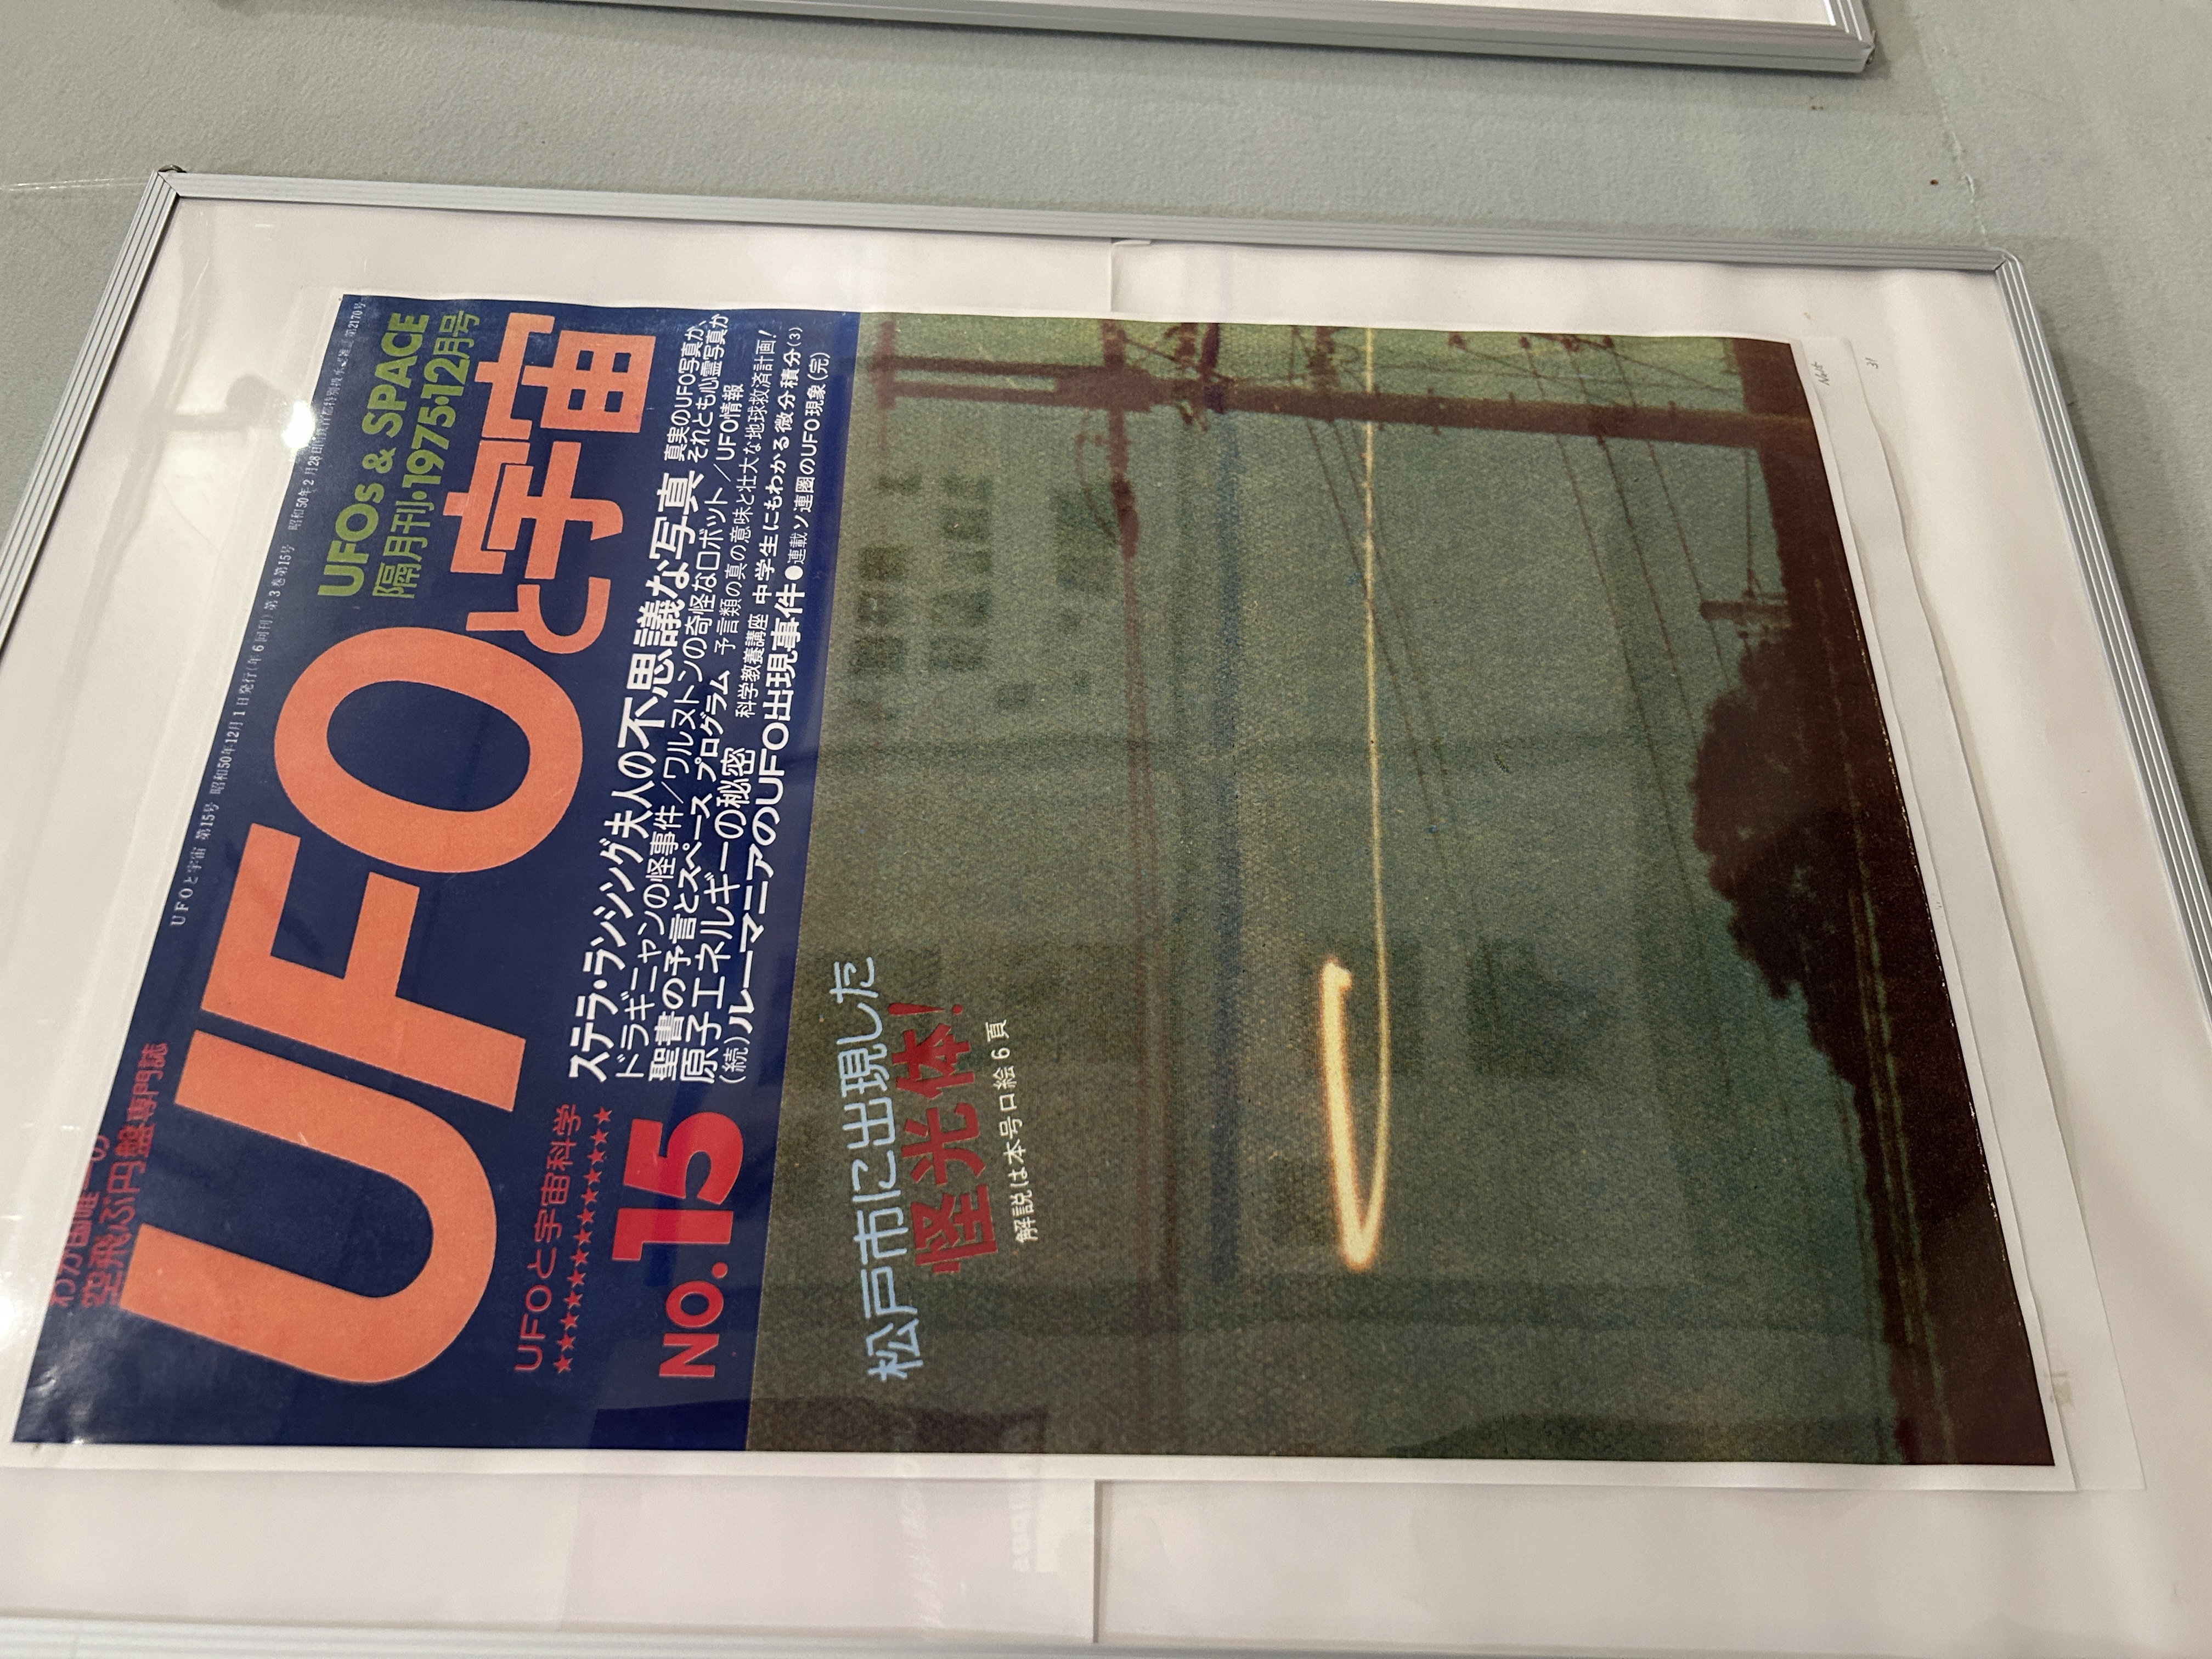 UFOと宇宙 第15号 昭和50年12月1日発行(年6回刊)第3巻第15号 昭和50年2月28日
第2170号
わが国唯一の
空飛ぶ円盤専門誌
UFOs & SPACE
隔月刊・1975・12月号
UFOと宇宙
UFOと宇宙科学
★★★★★★★★★★★★★★★
NO.15
ステラ・ランシング夫人の不思議な写真 真実のUFO写真か、それとも心霊写真か
ドラギニャンの怪事件/ワルストンの奇怪なロボット/UFO情報
聖書の予言とスペース プログラム 予言類の真の意味と壮大な地球救済計画!
原子エネルギーの秘密 科学教養講座 中学生にもわかる微分積分(3)
(続)ルーマニアのUFO出現事件●連載ソ連圏のUFO現象(完)
松戸市に出現した
怪光体!
解説は本号口絵6頁
No15
31